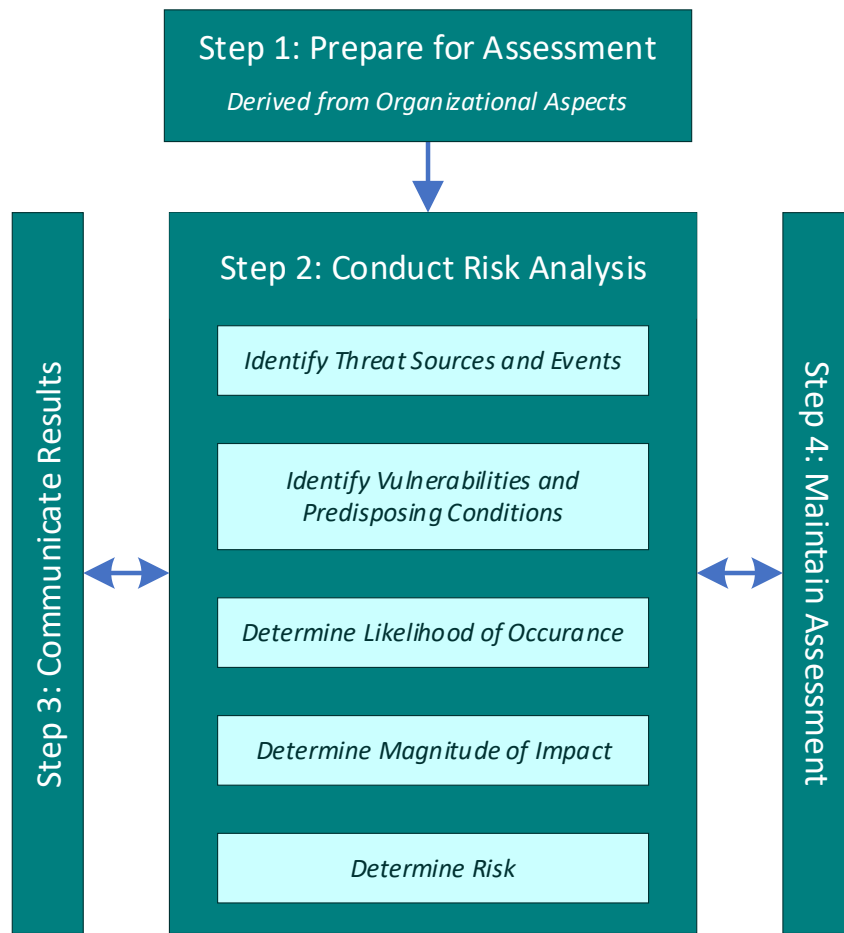 Step 1: Prepare for Assessment
Derived from Organizational Aspects
Step 2: Conduct Risk Analysis
Identify Threat Sources and Events
Identify Vulnerabilities and
Predisposing Conditions
Determine Likelihood of Occurance
Determine Magnitude of Impact
Determine Risk
Step 3: Communicate Results
Step 4: Maintain Assessment